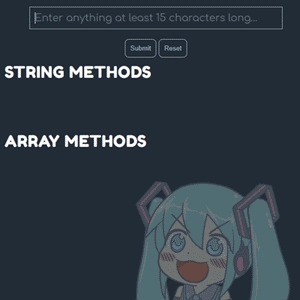 Enter anything at least 15 characters long...
Submit Reset
STRING METHODS
ARRAY METHODS